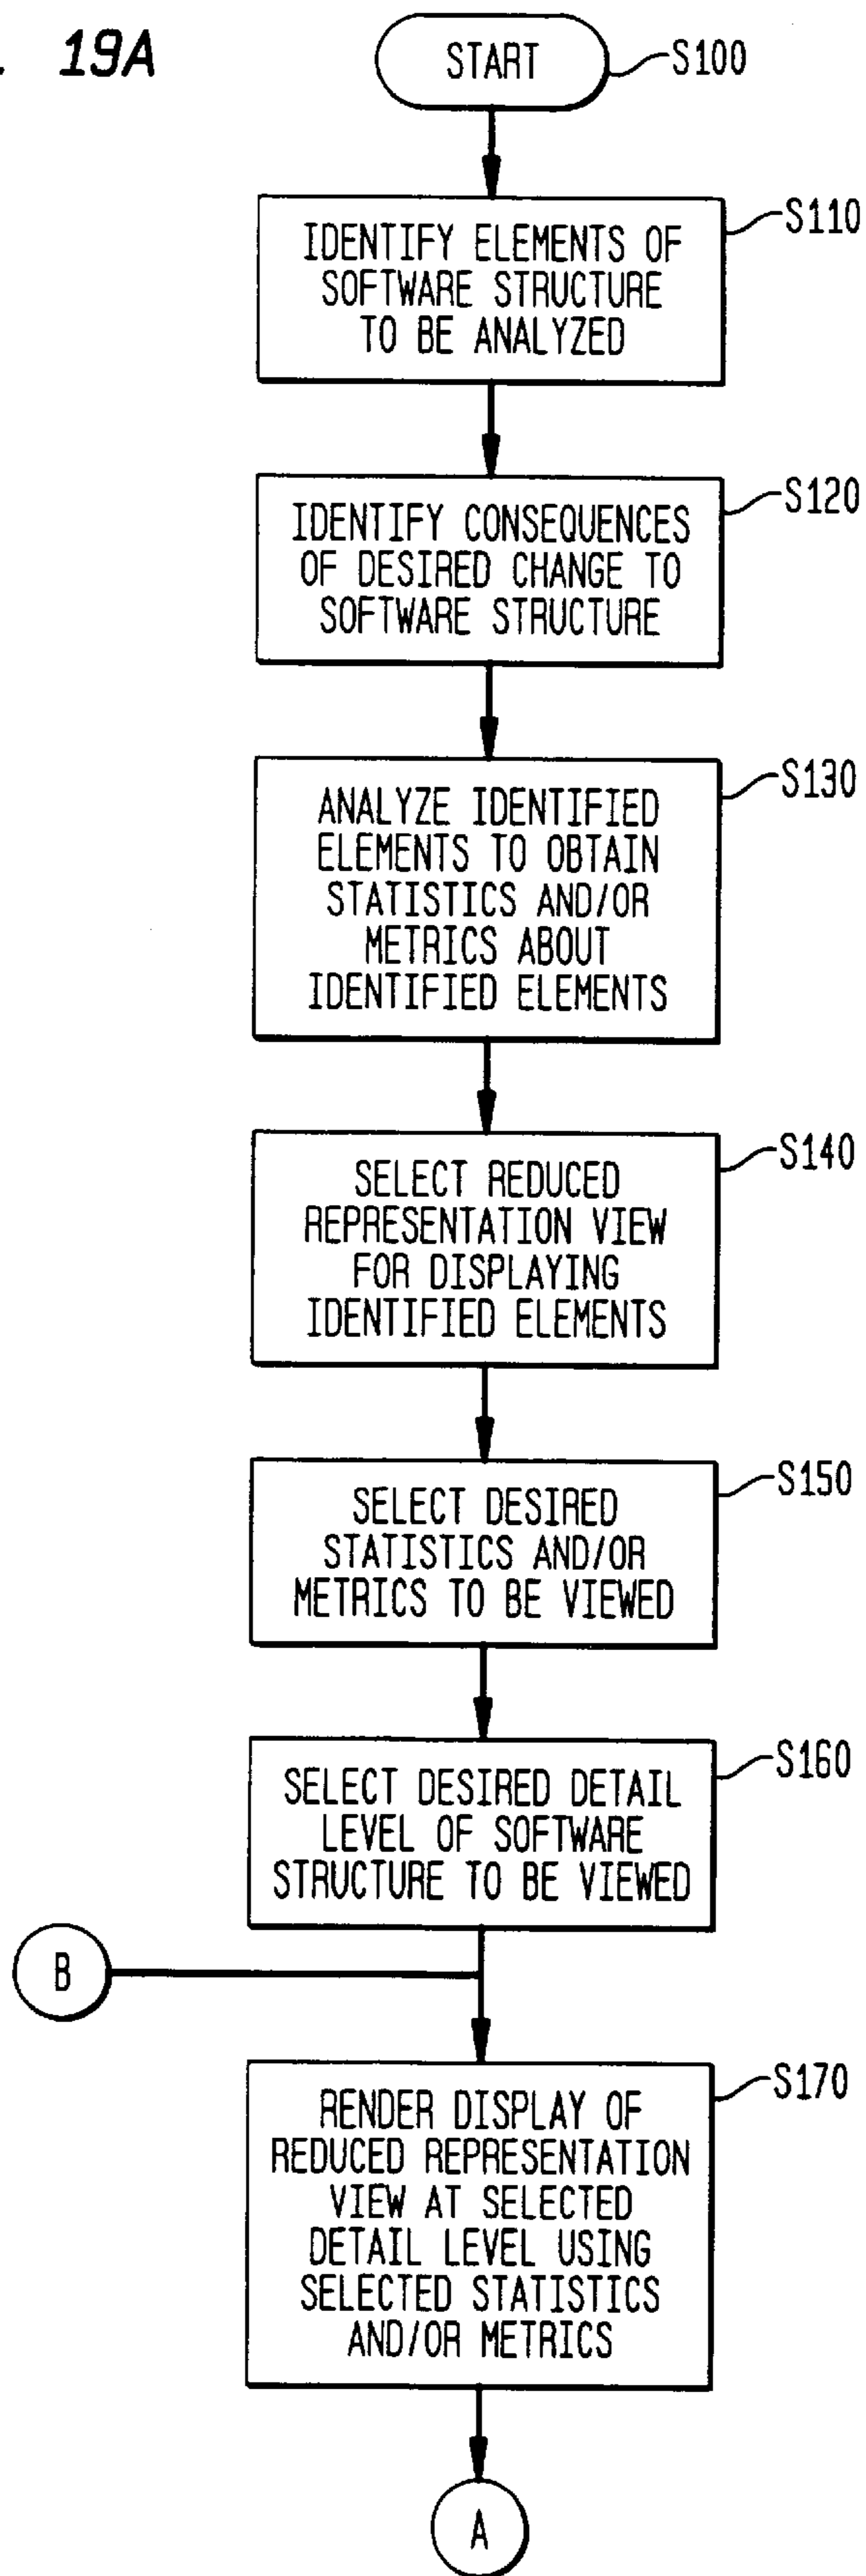 . 19A
START
S100
IDENTIFY ELEMENTS OF
SOFTWARE STRUCTURE
TO BE ANALYZED
S110
IDENTIFY CONSEQUENCES
OF DESIRED CHANGE TO
SOFTWARE STRUCTURE
S120
ANALYZE IDENTIFIED
ELEMENTS TO OBTAIN
STATISTICS AND/OR
METRICS ABOUT
IDENTIFIED ELEMENTS
S130
SELECT REDUCED
REPRESENTATION VIEW
FOR DISPLAYING
IDENTIFIED ELEMENTS
S140
SELECT DESIRED
STATISTICS AND/OR
METRICS TO BE VIEWED
S150
SELECT DESIRED DETAIL
LEVEL OF SOFTWARE
STRUCTURE TO BE VIEWED
S160
B
RENDER DISPLAY OF
REDUCED REPRESENTATION
VIEW AT SELECTED
DETAIL LEVEL USING
SELECTED STATISTICS
AND/OR METRICS
S170
A